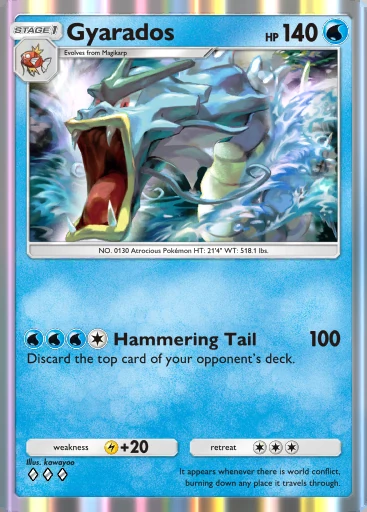 STAGE 1
Gyarados
HP 140
Evolves from Magikarp
NO. 0130 Atrocious Pokémon HT: 21'4" WT: 518.1 lbs.
Hammering Tail 100
Discard the top card of your opponent's deck.
weakness +20
retreat
Illus. kawayoo
It appears whenever there is world conflict,
burning down any place it travels through.